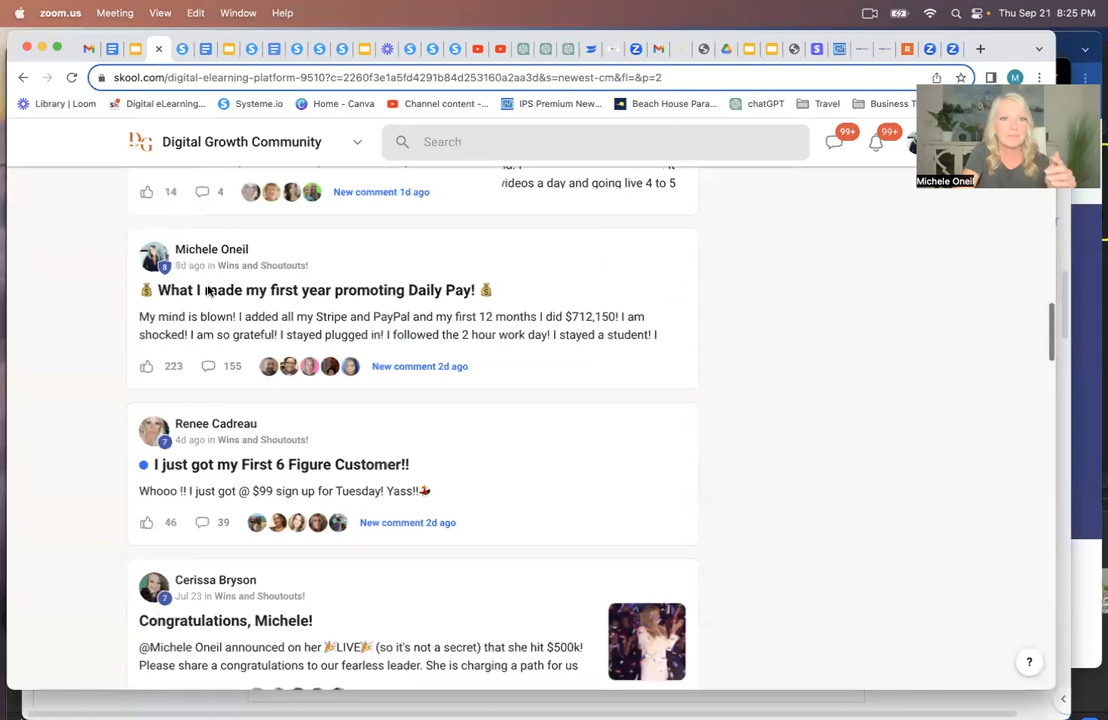 zoom.us Meeting View Edit Window Help Thu Sep 21 8:25 PM
skool.com/digital-elearning-platform-9510?c=2260f3e1a5fd4291b84d253160a2aa3d&s=newest-cm&fl=&p=2
Library | Loom Digital eLearning... Systeme.io Home - Canva Channel content -... IPS Premium New... Beach House Para... chatGPT Travel Business T
Digital Growth Community Search 99+ 99+
Michele Oneil
videos a day and going live 4 to 5
14 4 New comment 1d ago
Michele Oneil
8
8d ago in Wins and Shoutouts!
💰 What I made my first year promoting Daily Pay! 💰
My mind is blown! I added all my Stripe and PayPal and my first 12 months I did $712,150! I am
shocked! I am so grateful! I stayed plugged in! I followed the 2 hour work day! I stayed a student! I
223 155 New comment 2d ago
Renee Cadreau
7
4d ago in Wins and Shoutouts!
I just got my First 6 Figure Customer!!
Whooo !! I just got @ $99 sign up for Tuesday! Yass!!💃
46 39 New comment 2d ago
Cerissa Bryson
7
Jul 23 in Wins and Shoutouts!
Congratulations, Michele!
@Michele Oneil announced on her 🎉LIVE🎉 (so it's not a secret) that she hit $500k!
Please share a congratulations to our fearless leader. She is charging a path for us
?